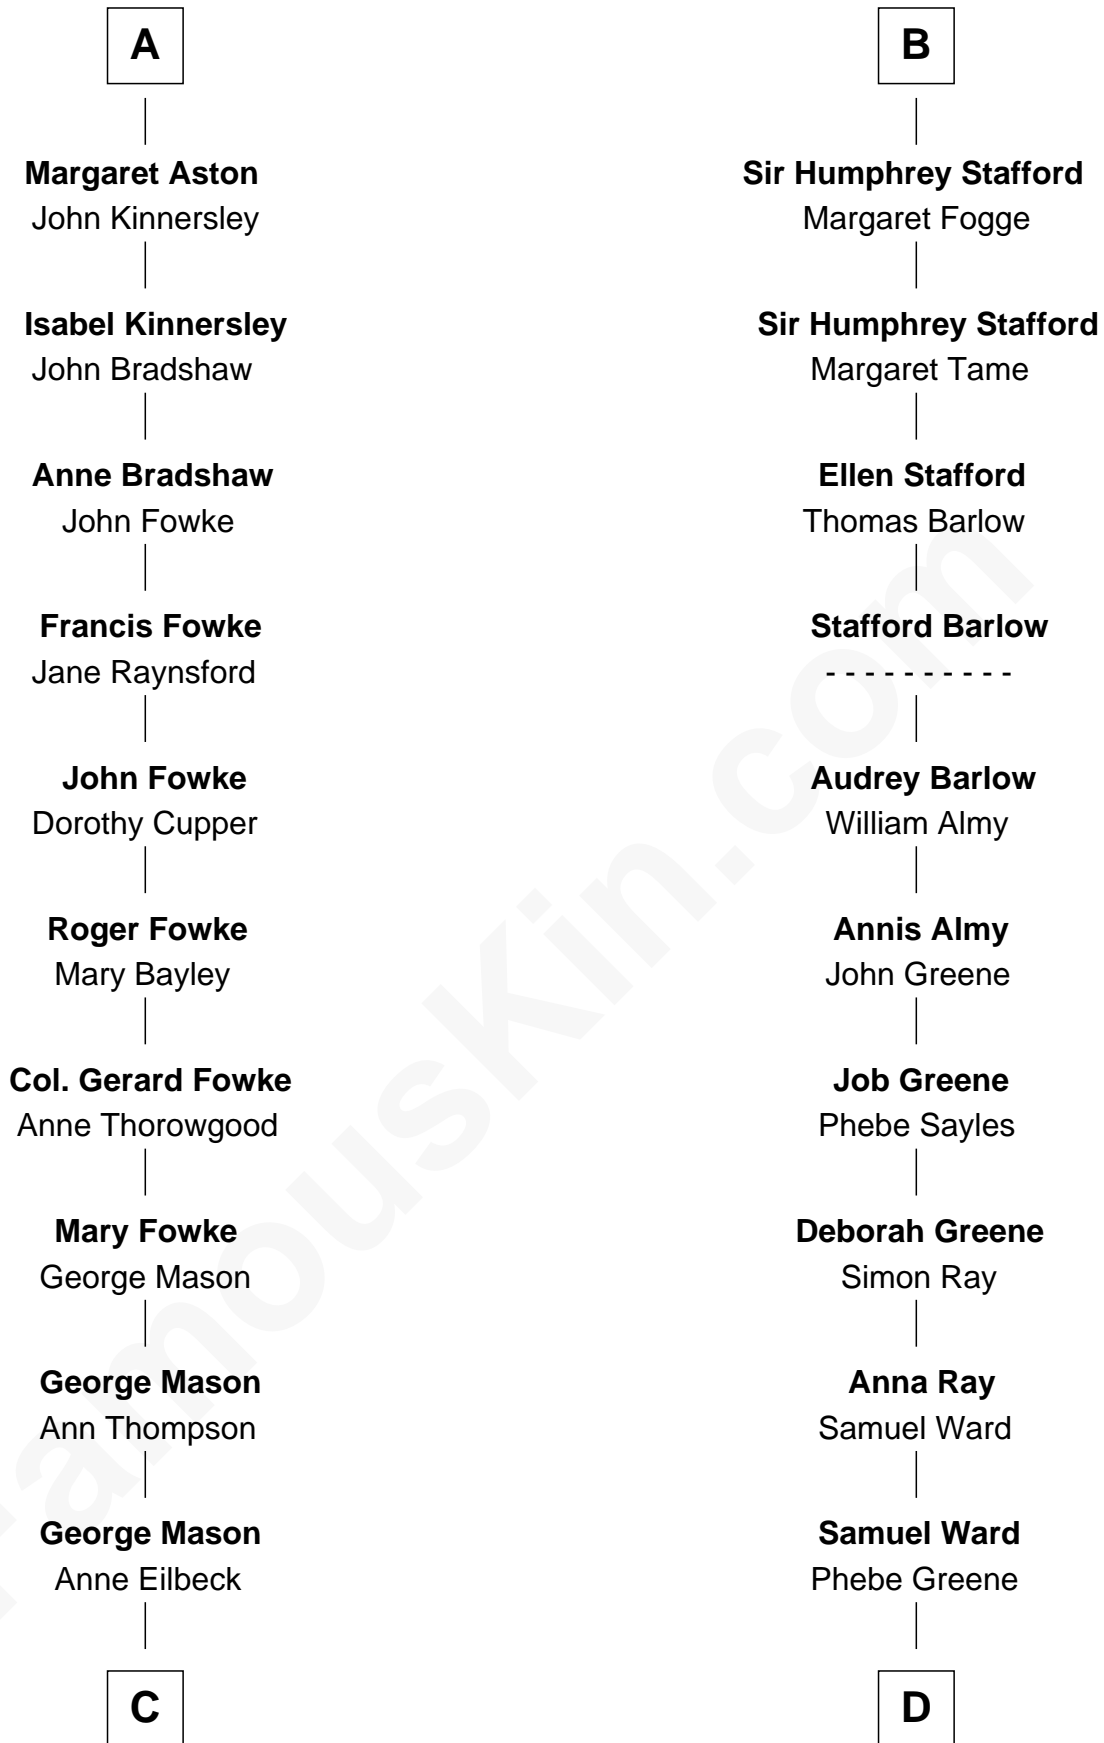 A
Margaret Aston
John Kinnersley
Isabel Kinnersley
John Bradshaw
Anne Bradshaw
John Fowke
Francis Fowke
Jane Raynsford
John Fowke
Dorothy Cupper
Roger Fowke
Mary Bayley
Col. Gerard Fowke
Anne Thorowgood
Mary Fowke
George Mason
George Mason
Ann Thompson
George Mason
Anne Eilbeck
C
B
Sir Humphrey Stafford
Margaret Fogge
Sir Humphrey Stafford
Margaret Tame
Ellen Stafford
Thomas Barlow
Stafford Barlow
- - - - - - - - - -
Audrey Barlow
William Almy
Annis Almy
John Greene
Job Greene
Phebe Sayles
Deborah Greene
Simon Ray
Anna Ray
Samuel Ward
Samuel Ward
Phebe Greene
D
FamousKin.com